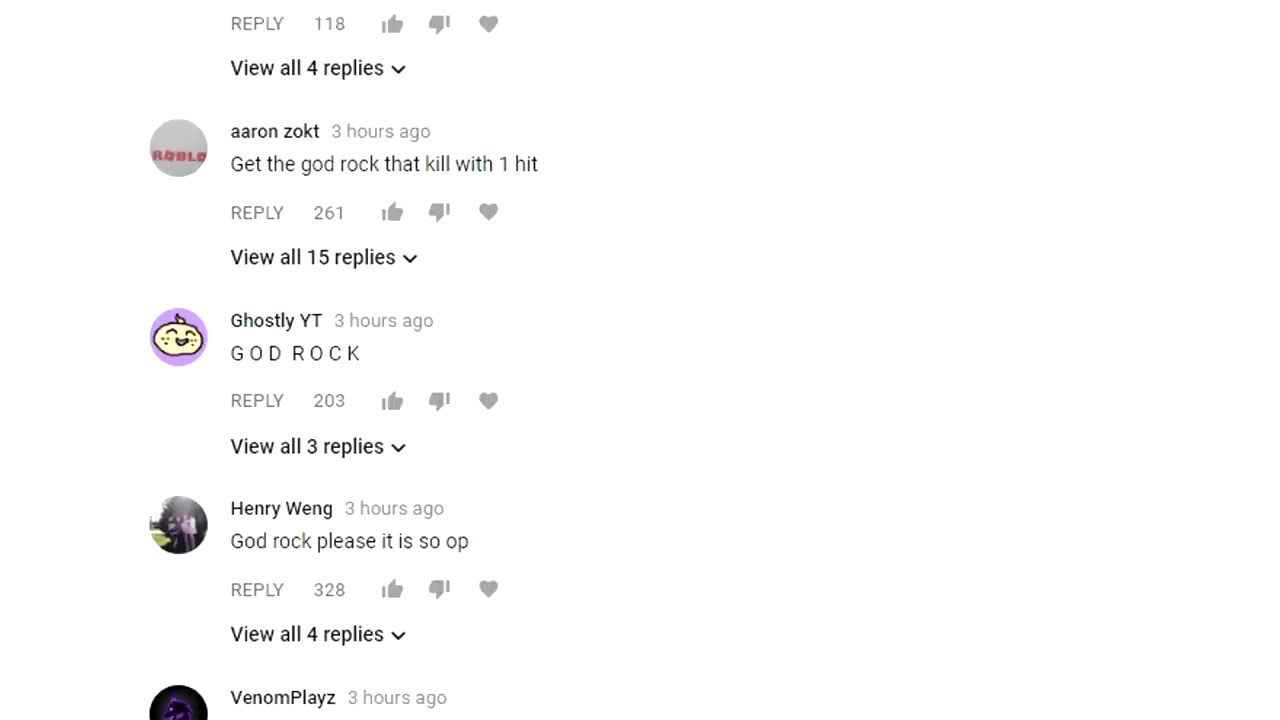 REPLY 118
View all 4 replies
aaron zokt 3 hours ago
ROBLO
Get the god rock that kill with 1 hit
REPLY 261
View all 15 replies
Ghostly YT 3 hours ago
G O D R O C K
REPLY 203
View all 3 replies
Henry Weng 3 hours ago
God rock please it is so op
REPLY 328
View all 4 replies
VenomPlayz 3 hours ago